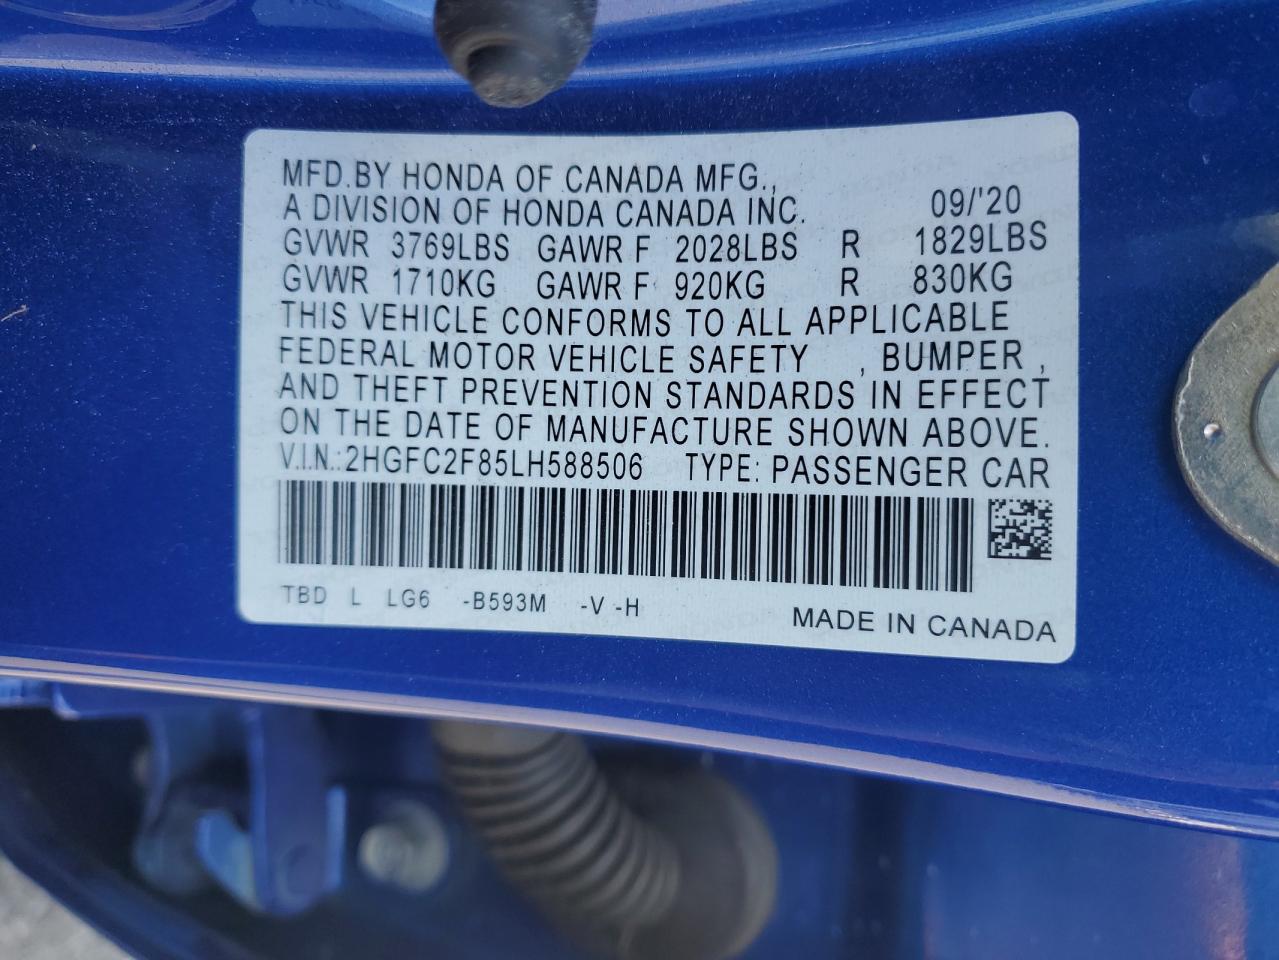 MFD.BY HONDA OF CANADA MFG.,
A DIVISION OF HONDA CANADA INC. 09/'20
GVWR 3769LBS GAWR F 2028LBS R 1829LBS
GVWR 1710KG GAWR F 920KG R 830KG
THIS VEHICLE CONFORMS TO ALL APPLICABLE
FEDERAL MOTOR VEHICLE SAFETY , BUMPER ,
AND THEFT PREVENTION STANDARDS IN EFFECT
ON THE DATE OF MANUFACTURE SHOWN ABOVE.
V.I.N.:2HGFC2F85LH588506 TYPE: PASSENGER CAR
TBD L LG6 -B593M -V -H
MADE IN CANADA